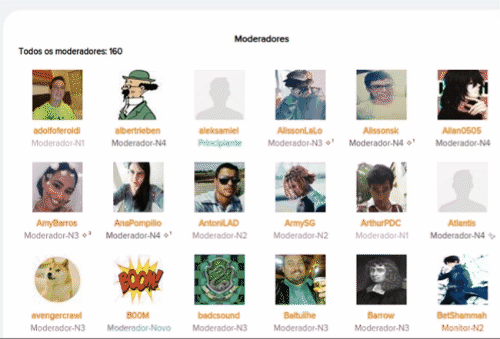 Moderadores
Todos os moderadores: 160
adolfoferoldi albertrieben aleksamiel AlissonLaLo Alissonsk Allan0505
Moderador-N1 Moderador-N4 Principiante Moderador-N3 Moderador-N4 Moderador-N4
AmyBarros AnaPompilio AntoniLAD ArmySG ArthurPDC Atlantis
Moderador-N3 Moderador-N4 Moderador-N2 Moderador-N2 Moderador-N1 Moderador-N4
BOOM!
avengercrawl B00M badcsound Baltuilhe Barrow BetShammah
Moderador-N3 Moderador-Novo Moderador-N3 Moderador-N3 Moderador-N3 Monitor-N2